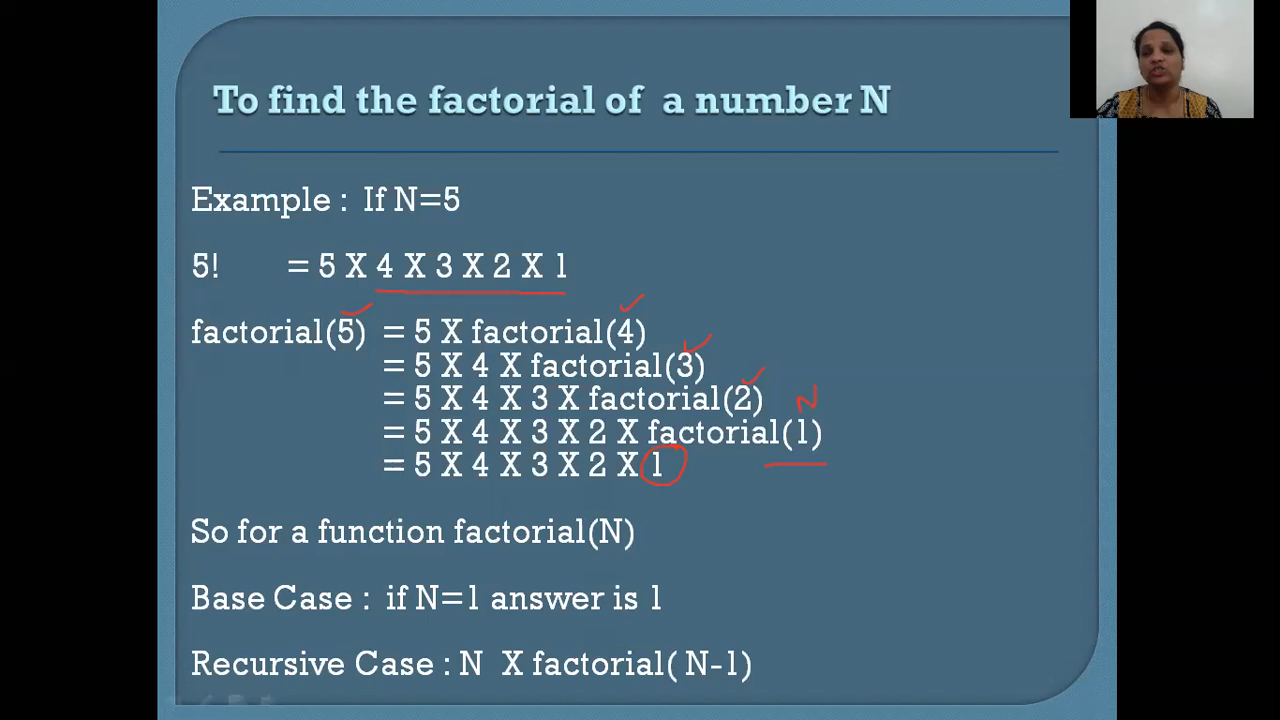 To find the factorial of a number N
Example : If N=5
5! = 5 X 4 X 3 X 2 X 1
factorial(5) = 5 X factorial(4)
= 5 X 4 X factorial(3)
= 5 X 4 X 3 X factorial(2)
N
= 5 X 4 X 3 X 2 X factorial(1)
= 5 X 4 X 3 X 2 X 1
So for a function factorial(N)
Base Case : if N=1 answer is 1
Recursive Case : N X factorial( N-1)